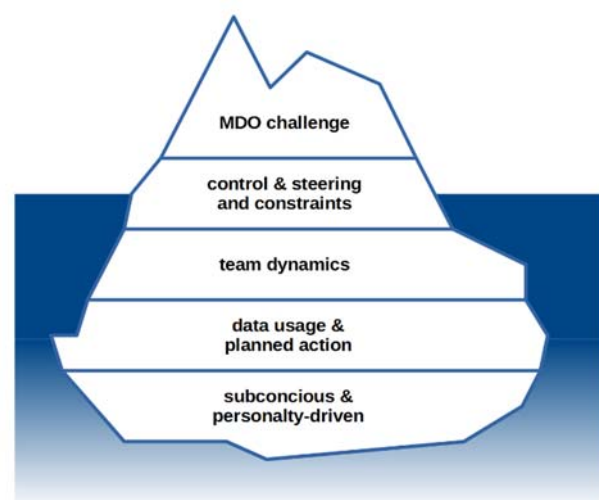 MDO challenge
control & steering
and constraints
team dynamics
data usage &
planned action
subconcious &
personalty-driven